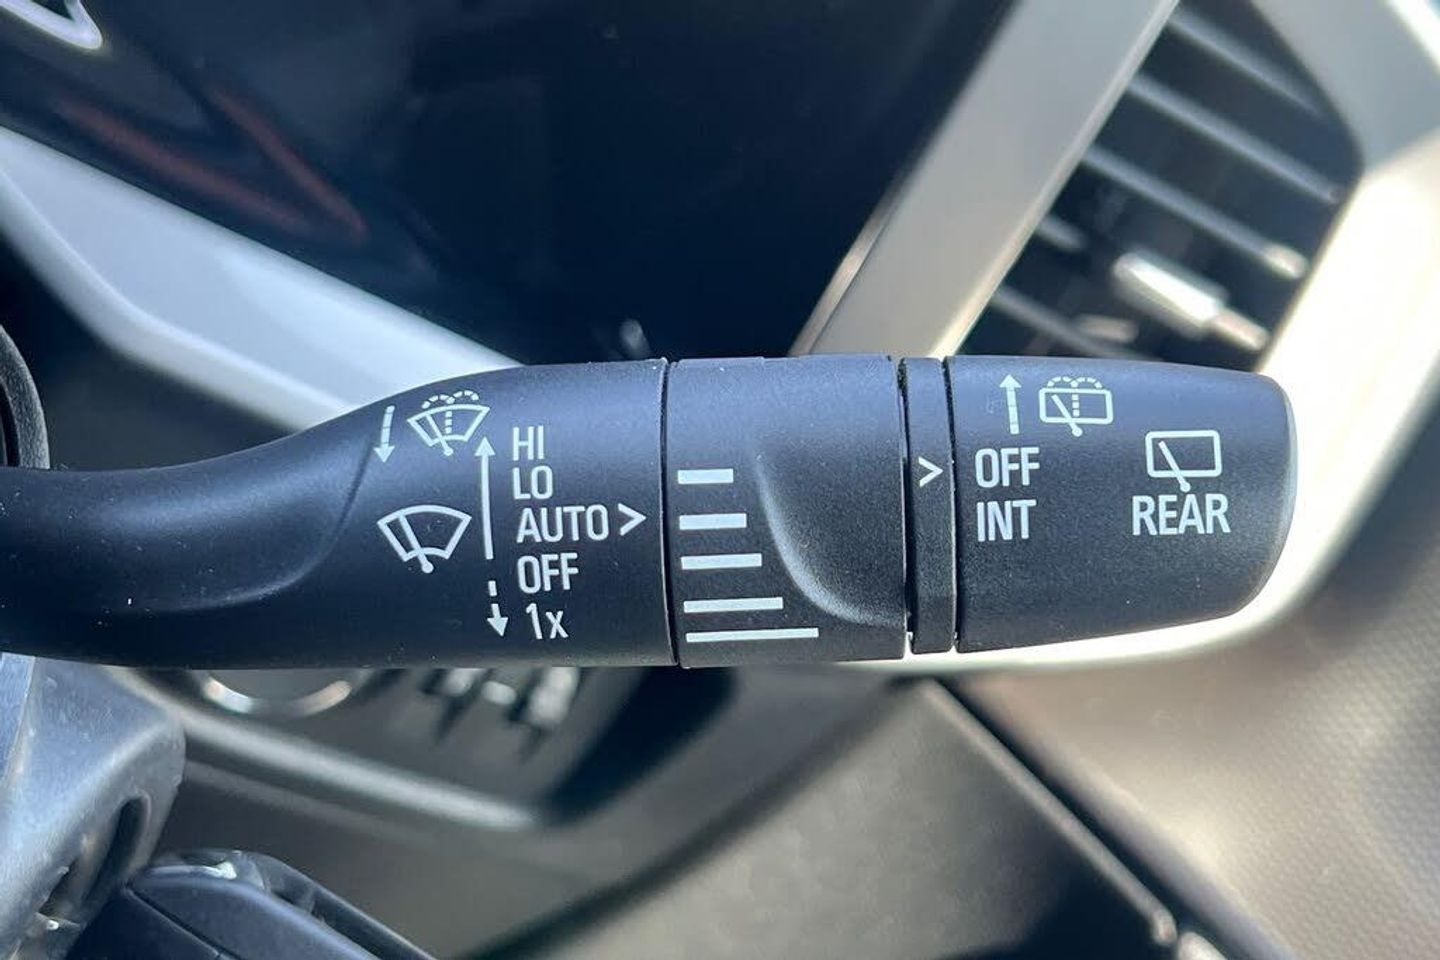 HI
LO
AUTO >
OFF
1x
>
OFF
INT
REAR